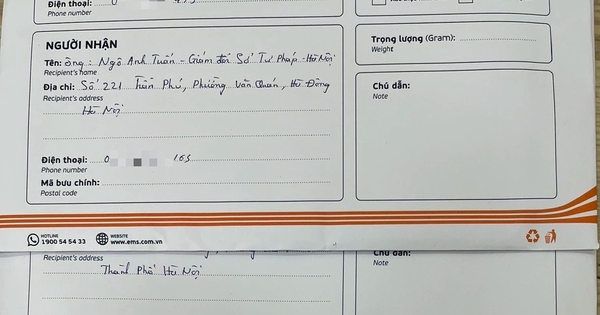 Điện thoại: 0
Phone number
NGƯỜI NHẬN
Tên: Ông: Ngô Anh Tuấn - Giám đốc Sở Tư Pháp - Hà Nội
Recipient's name
Địa chỉ: Số 221 Trần Phú, Phường Văn Quán, Hà Đông
Recipient's address
Hà Nội
Điện thoại: 0 163
Phone number
Mã bưu chính:
Postal code
Trọng lượng (Gram):
Weight
Chú dẫn:
Note
HOTLINE
1900 54 54 33
WEBSITE
www.ems.com.vn
Recipient's address
Thành Phố Hà Nội
Chú dẫn:
Note